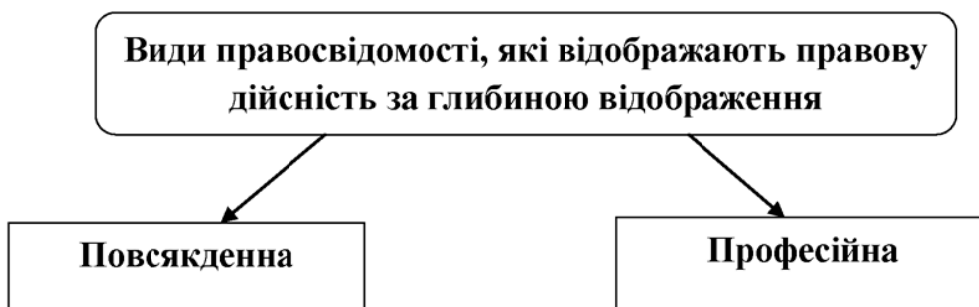 Види правосвідомості, які відображають правову
дійсність за глибиною відображення
Повсякденна
Професійна